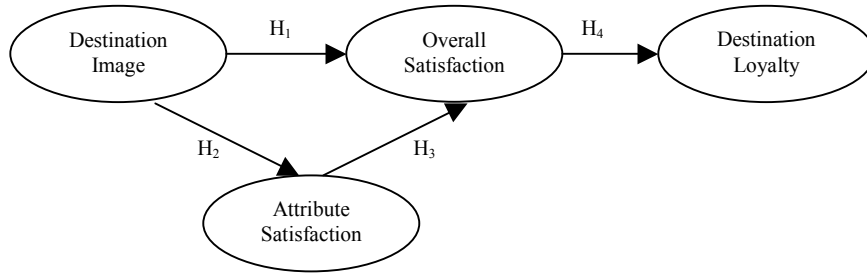 Destination
Image
H₁
Overall
Satisfaction
H₄
Destination
Loyalty
H₂
H₃
Attribute
Satisfaction